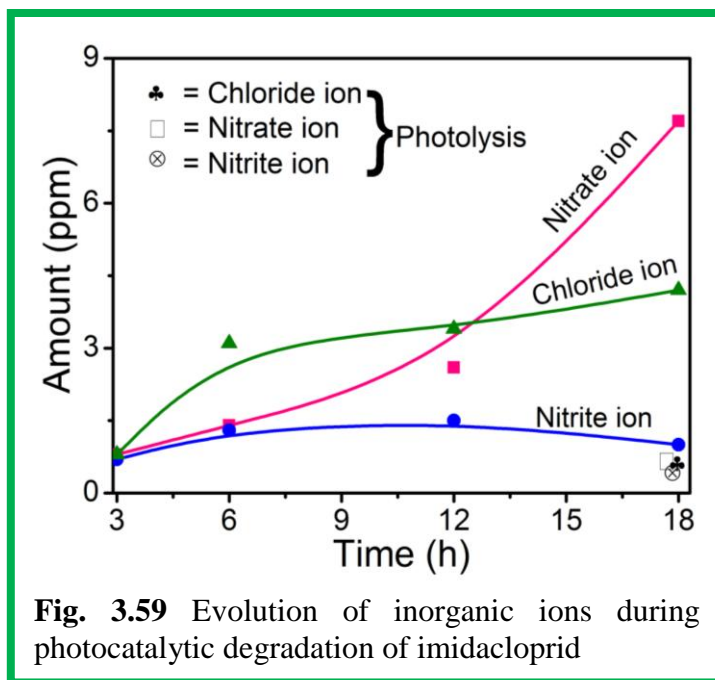 9
♣ = Chloride ion
□ = Nitrate ion
⊗ = Nitrite ion
} Photolysis
6
3
0
Amount (ppm)
Nitrate ion
Chloride ion
Nitrite ion
3 6 9 12 15 18
Time (h)
Fig. 3.59 Evolution of inorganic ions during
photocatalytic degradation of imidacloprid